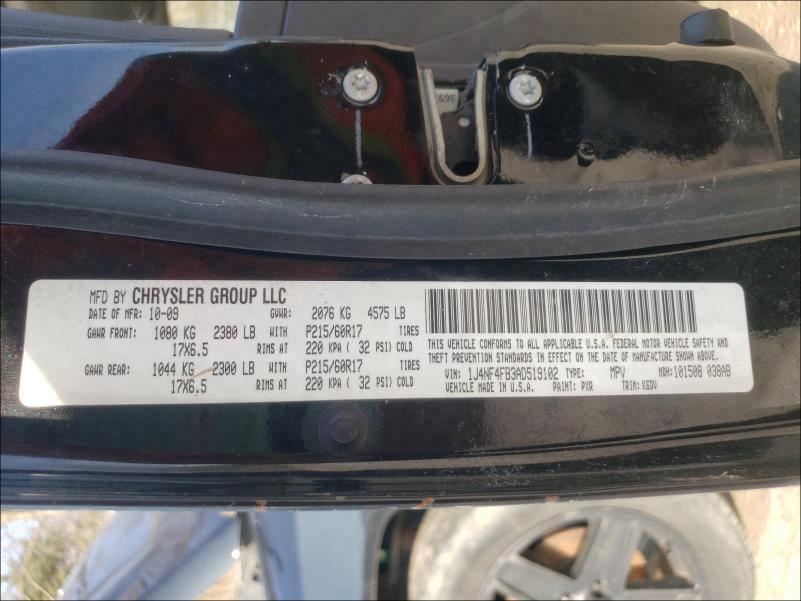 69E
MFD BY CHRYSLER GROUP LLC
DATE OF MFR: 10-09 GVWR: 2076 KG 4575 LB
GAWR FRONT: 1080 KG 2380 LB WITH P215/60R17 TIRES
17X6.5 RIMS AT 220 KPA ( 32 PSI) COLD
GAWR REAR: 1044 KG 2300 LB WITH P215/60R17 TIRES
17X6.5 RIMS AT 220 KPA ( 32 PSI) COLD
THIS VEHICLE CONFORMS TO ALL APPLICABLE U.S.A. FEDERAL MOTOR VEHICLE SAFETY AND
THEFT PREVENTION STANDARDS IN EFFECT ON THE DATE OF MANUFACTURE SHOWN ABOVE.
VIN: 1J4NF4FB3AD519102 TYPE: MPV MDH: 101508 038AB
VEHICLE MADE IN U.S.A. PAINT: PXR TRIM: K6DV